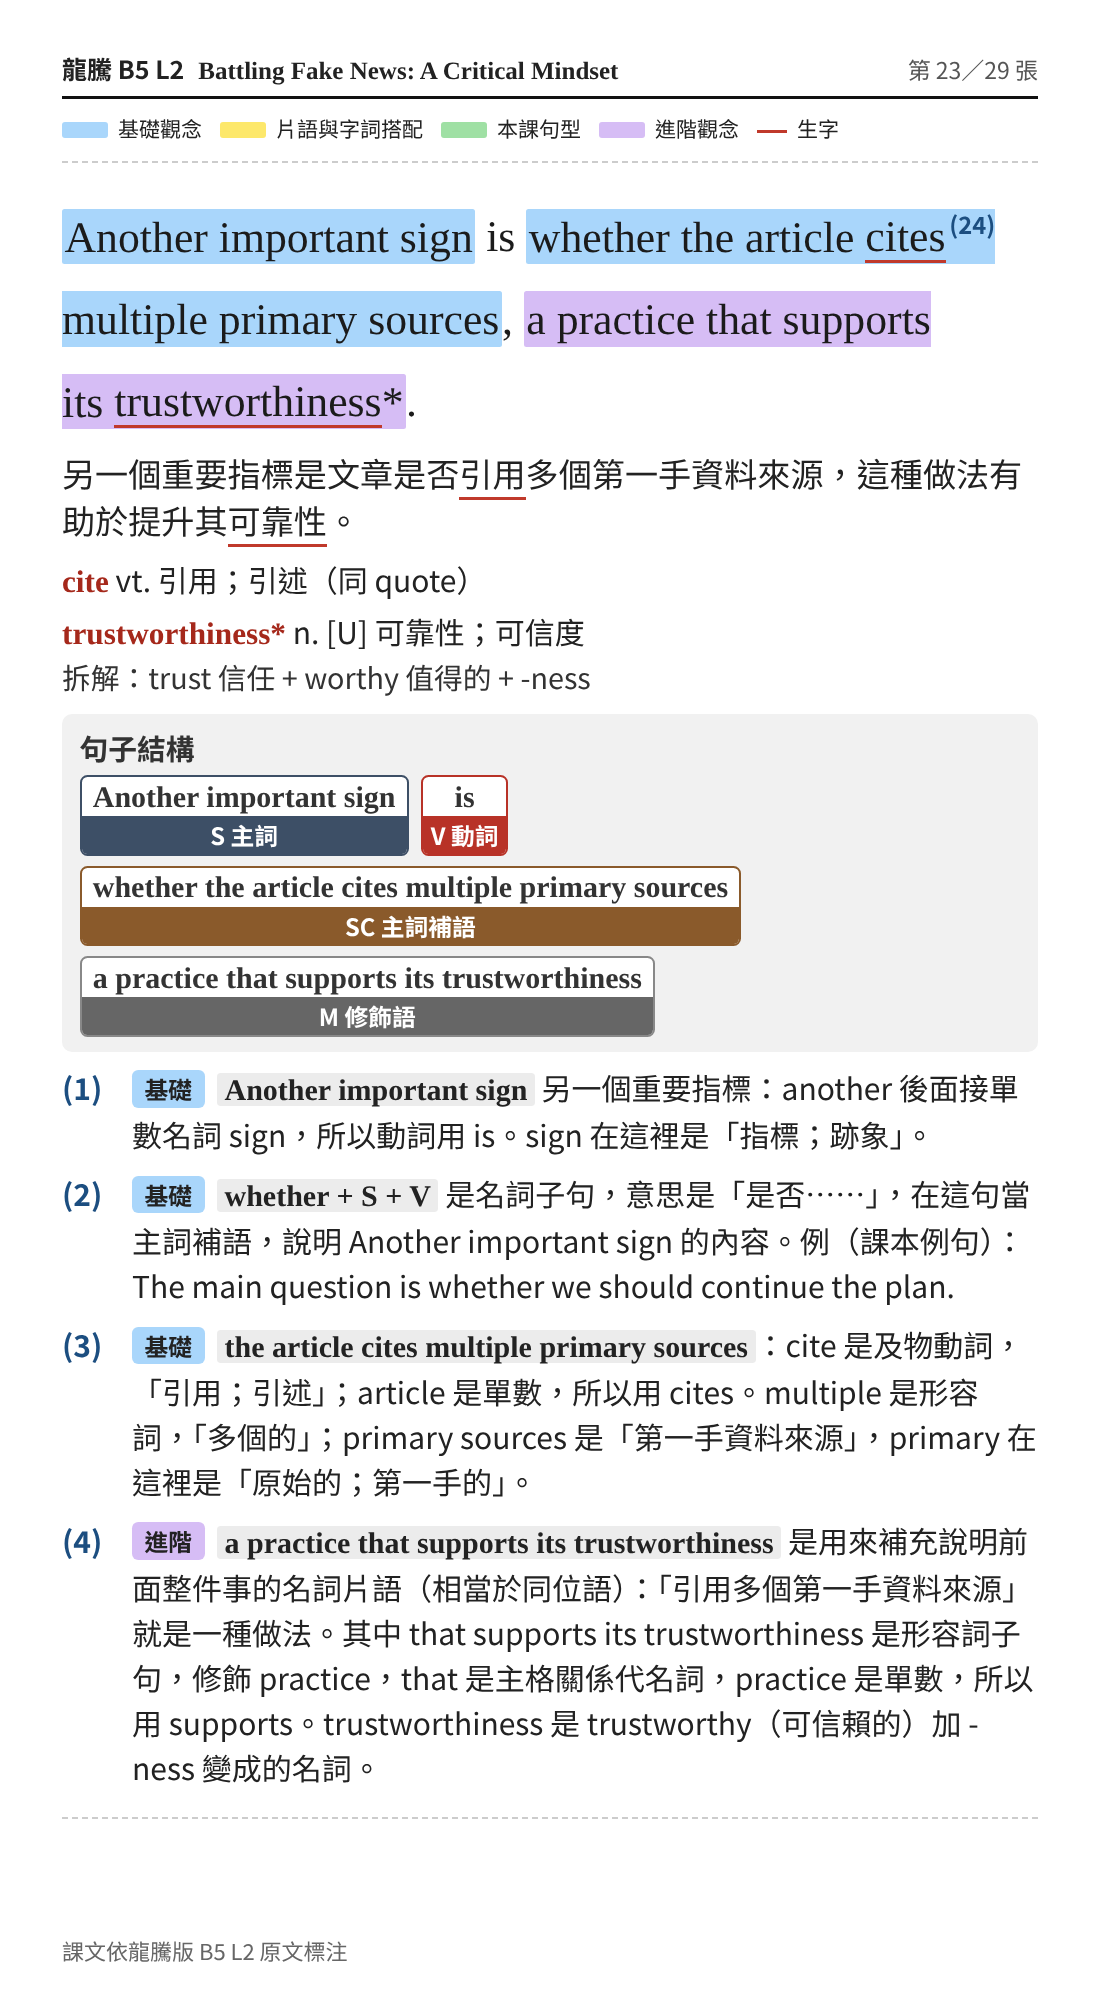 龍騰 B5 L2 Battling Fake News: A Critical Mindset 第 23／29 張
基礎觀念 片語與字詞搭配 本課句型 進階觀念 生字
Another important sign is whether the article cites(24)
multiple primary sources, a practice that supports
its trustworthiness*.
另一個重要指標是文章是否引用多個第一手資料來源，這種做法有
助於提升其可靠性。
cite vt. 引用；引述（同 quote）
trustworthiness* n. [U] 可靠性；可信度
拆解：trust 信任 + worthy 值得的 + -ness
句子結構
Another important sign is
S 主詞 V 動詞
whether the article cites multiple primary sources
SC 主詞補語
a practice that supports its trustworthiness
M 修飾語
(1) 基礎 Another important sign 另一個重要指標：another 後面接單
數名詞 sign，所以動詞用 is。sign 在這裡是「指標；跡象」。
(2) 基礎 whether + S + V 是名詞子句，意思是「是否……」，在這句當
主詞補語，說明 Another important sign 的內容。例（課本例句）：
The main question is whether we should continue the plan.
(3) 基礎 the article cites multiple primary sources：cite 是及物動詞，
「引用；引述」；article 是單數，所以用 cites。multiple 是形容
詞，「多個的」；primary sources 是「第一手資料來源」，primary 在
這裡是「原始的；第一手的」。
(4) 進階 a practice that supports its trustworthiness 是用來補充說明前
面整件事的名詞片語（相當於同位語）：「引用多個第一手資料來源」
就是一種做法。其中 that supports its trustworthiness 是形容詞子
句，修飾 practice，that 是主格關係代名詞，practice 是單數，所以
用 supports。trustworthiness 是 trustworthy（可信賴的）加 -
ness 變成的名詞。
課文依龍騰版 B5 L2 原文標注